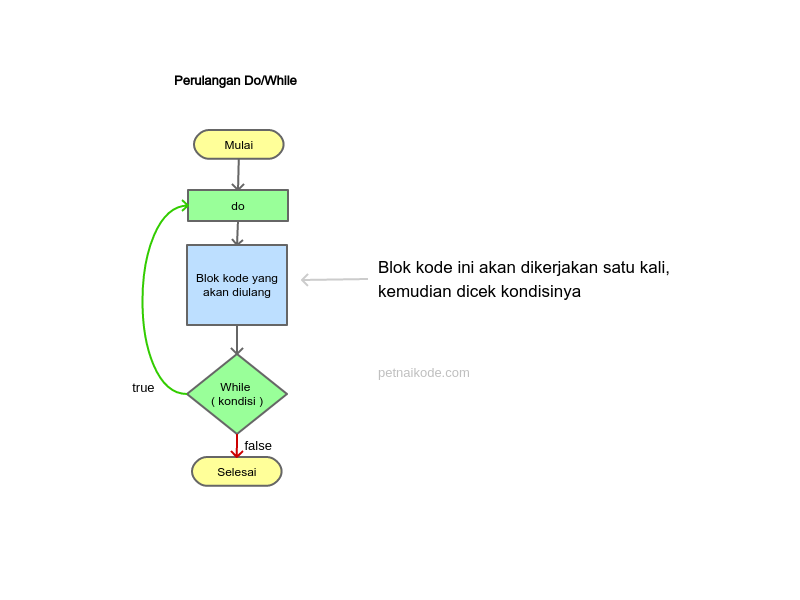 Perulangan Do/While
Mulai
do
Blok kode yang
akan diulang
Blok kode ini akan dikerjakan satu kali,
kemudian dicek kondisinya
petnaikode.com
true
While
( kondisi )
false
Selesai